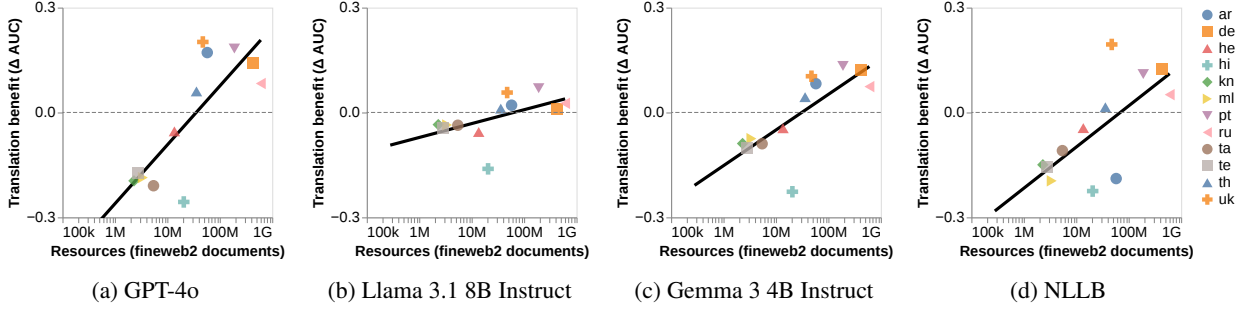 0.3
0.0
−0.3
Translation benefit (Δ AUC)
100k 1M 10M 100M 1G
Resources (fineweb2 documents)
(a) GPT-4o
0.3
0.0
−0.3
Translation benefit (Δ AUC)
100k 1M 10M 100M 1G
Resources (fineweb2 documents)
(b) Llama 3.1 8B Instruct
0.3
0.0
−0.3
Translation benefit (Δ AUC)
100k 1M 10M 100M 1G
Resources (fineweb2 documents)
(c) Gemma 3 4B Instruct
0.3
0.0
−0.3
Translation benefit (Δ AUC)
100k 1M 10M 100M 1G
Resources (fineweb2 documents)
(d) NLLB
ar
de
he
hi
kn
ml
pt
ru
ta
te
th
uk